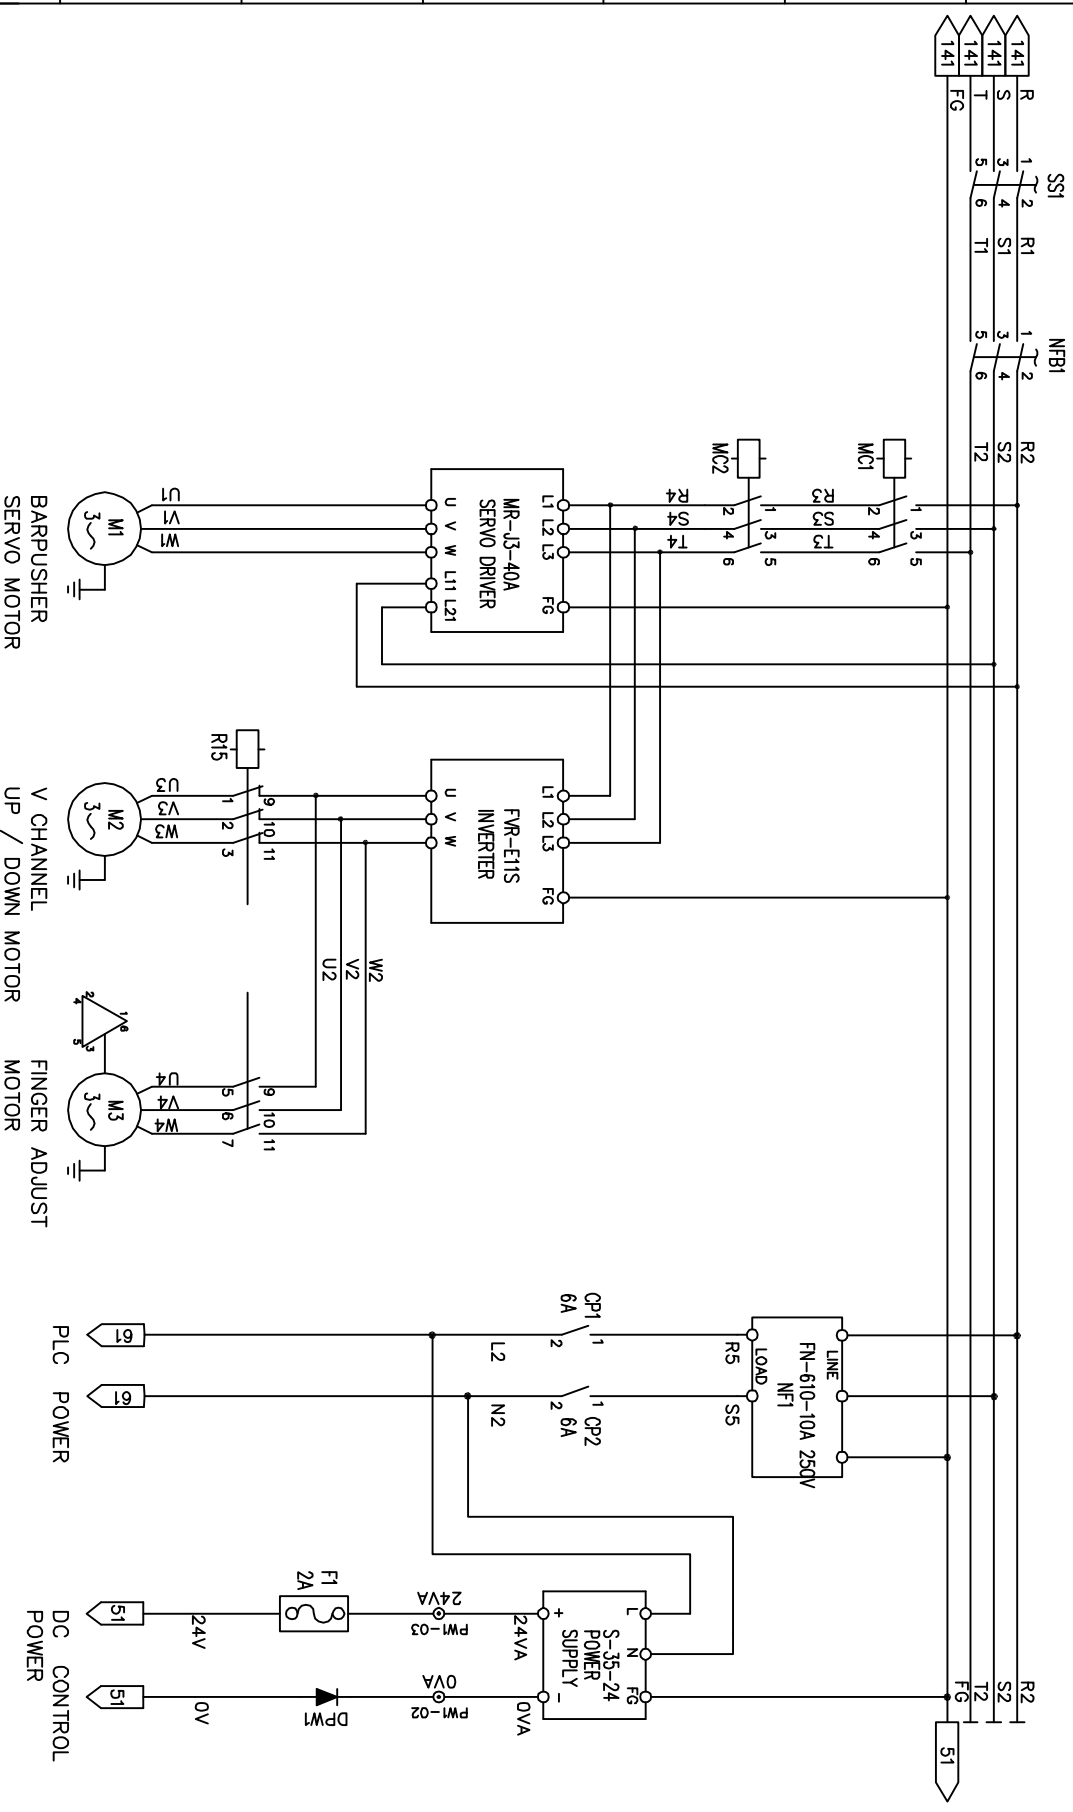 141
141
141
141
R
S
T
FG
SS1
1
2
3
4
5
6
R1
S1
T1
NFB1
1
2
3
4
5
6
R2
S2
T2
MC1
1
2
3
4
5
6
R3
S3
T3
MC2
1
2
3
4
5
6
R4
S4
T4
L1
L2
L3
FG
MR-J3-40A
SERVO DRIVER
U
V
W
L11
L21
U1
V1
W1
M1
3
BARPUSHER
SERVO MOTOR
L1
L2
L3
FG
FVR-E11S
INVERTER
U
V
W
R15
9
10
11
1
2
3
U3
V3
W3
M2
3
V CHANNEL
UP / DOWN MOTOR
W2
V2
U2
9
10
11
5
6
7
U4
V4
W4
1
6
2
4
5
3
M3
3
FINGER ADJUST
MOTOR
LINE
FN-610-10A 250V
NF1
LOAD
R5
S5
CP1
6A
1
2
CP2
6A
1
2
L2
N2
61
61
PLC POWER
L
N
FG
S-35-24
POWER
SUPPLY
+
-
24VA
0VA
PW1-03
24VA
PW1-02
0VA
F1
2A
DPW1
24V
0V
51
51
DC CONTROL
POWER
R2
S2
T2
FG
51